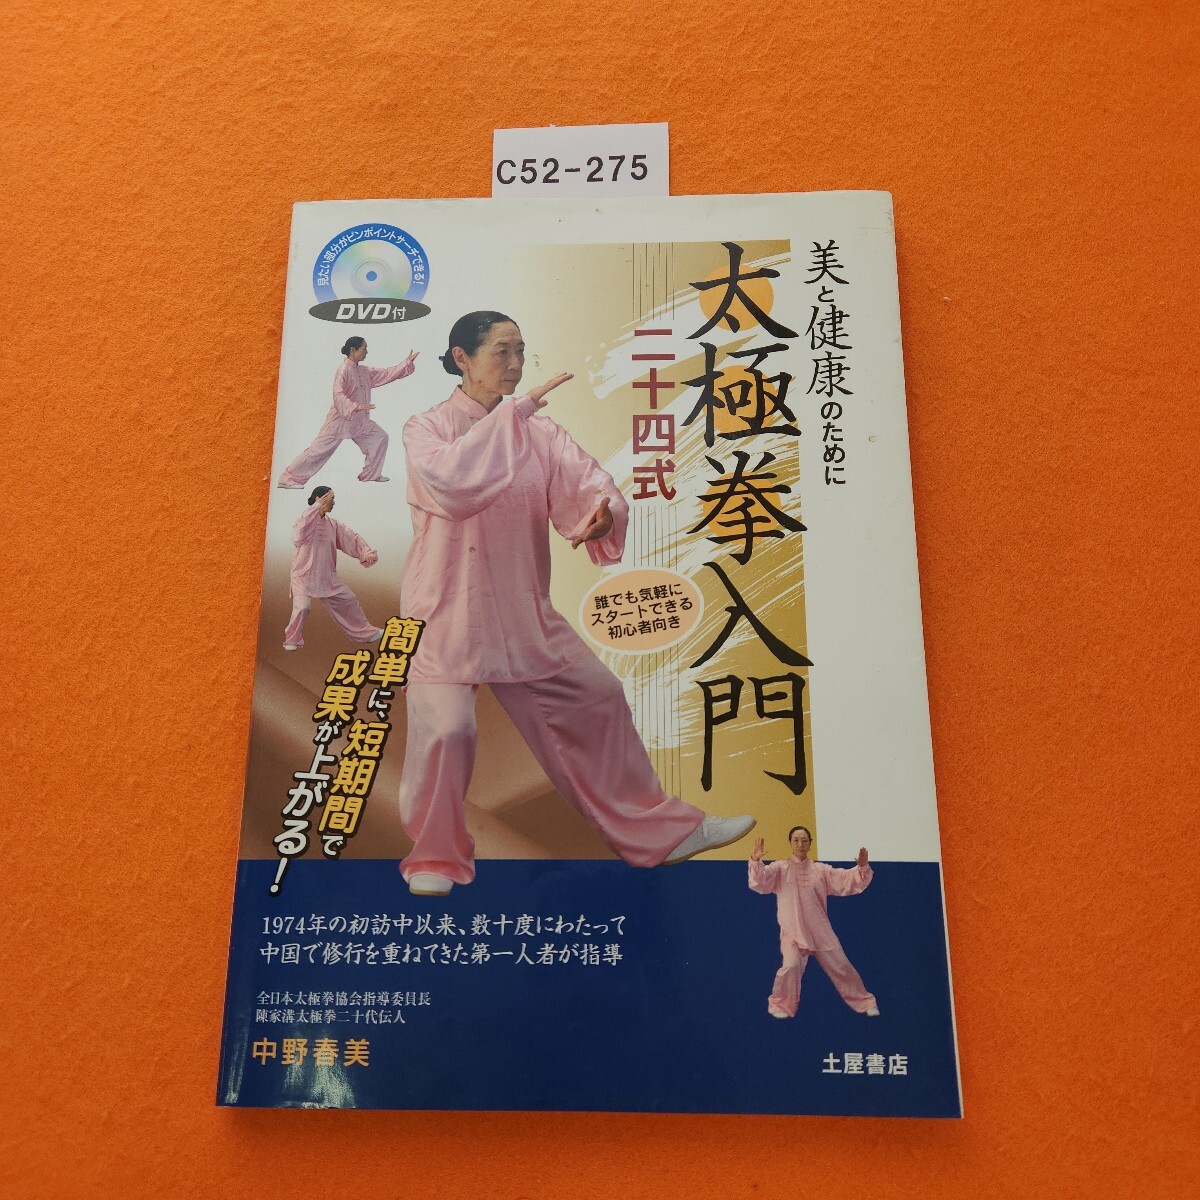 C52-275
見たい部分がピンポイントサーチできる!
DVD付
美と健康のために
太極拳入門
二十四式
誰でも気軽に
スタートできる
初心者向き
簡単に、短期間で
成果が上がる!
1974年の初訪中以来、数十度にわたって
中国で修行を重ねてきた第一人者が指導
全日本太極拳協会指導委員長
陳家溝太極拳二十代伝人
中野春美
土屋書店